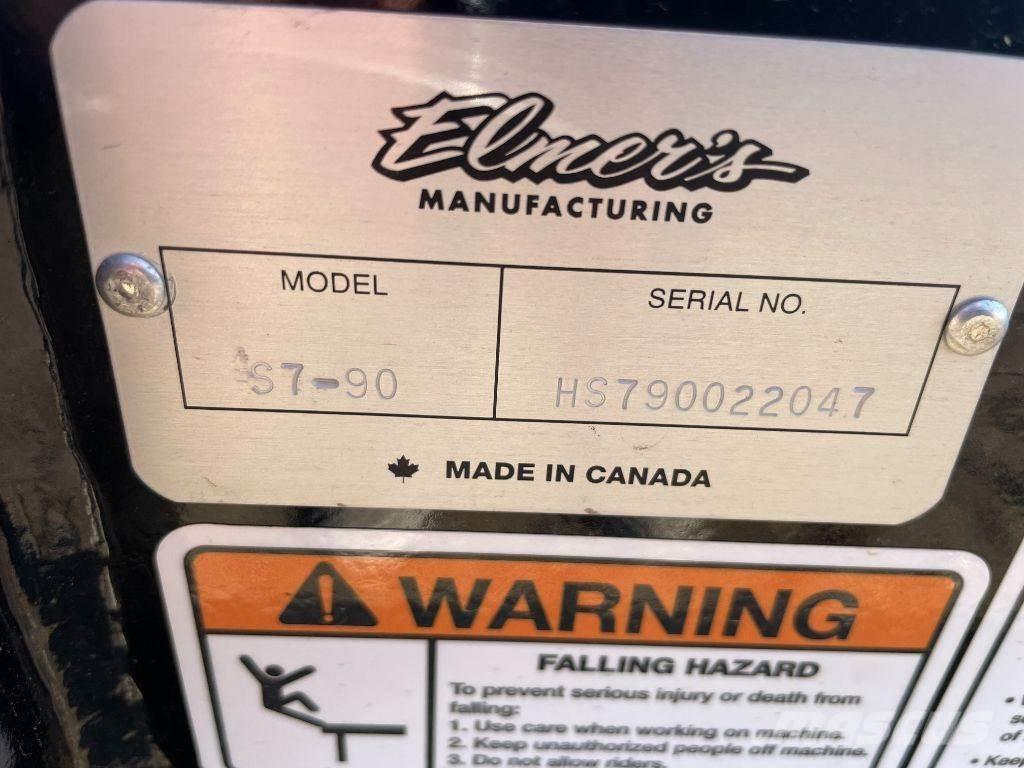 Elmer's
MANUFACTURING
MODEL
SERIAL NO.
S7-90
HS790022047
MADE IN CANADA
WARNING
FALLING HAZARD
To prevent serious injury or death from
falling:
1. Use care when working on machine.
2. Keep unauthorized people off machine.
3. Do not allow riders.
of
• Keep